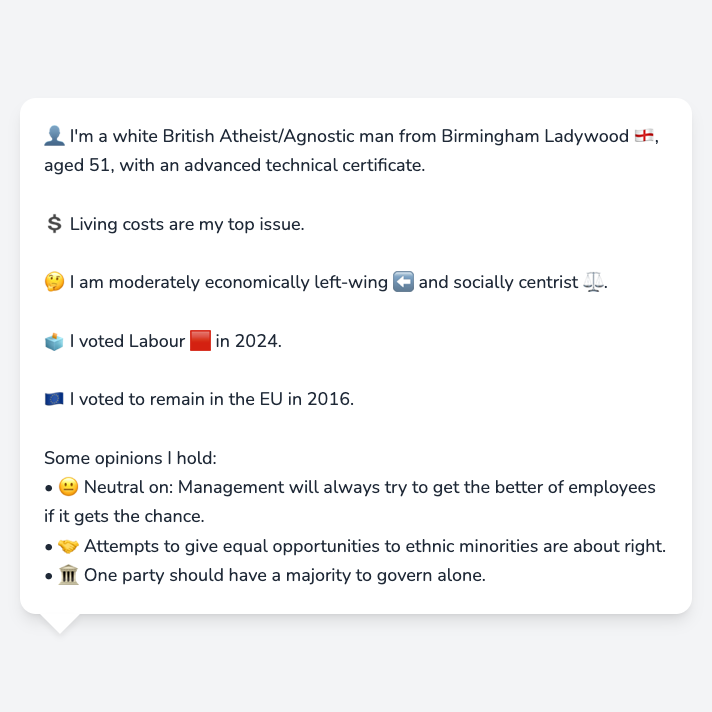 👤 I'm a white British Atheist/Agnostic man from Birmingham Ladywood 🏴󠁧󠁢󠁥󠁮󠁧󠁿,
aged 51, with an advanced technical certificate.
💲 Living costs are my top issue.
🤔 I am moderately economically left-wing ⬅️ and socially centrist ⚖️.
🗳️ I voted Labour 🟥 in 2024.
🇪🇺 I voted to remain in the EU in 2016.
Some opinions I hold:
• 😐 Neutral on: Management will always try to get the better of employees
if it gets the chance.
• 🤝 Attempts to give equal opportunities to ethnic minorities are about right.
• 🏛️ One party should have a majority to govern alone.